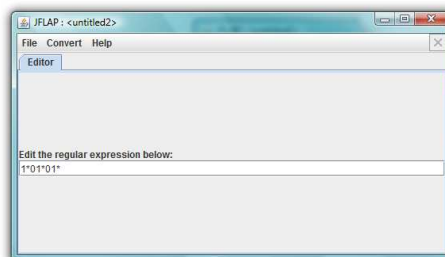 JFLAP : <untitled2>
File Convert Help
Editor
Edit the regular expression below:
1*01*01*